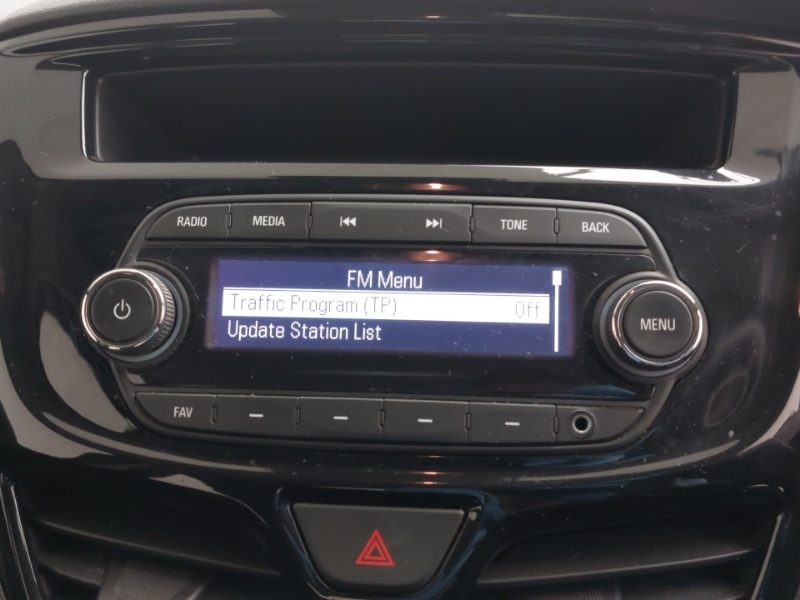 RADIO MEDIA TONE BACK
FM Menu
Traffic Program (TP) Off
Update Station List
MENU
FAV